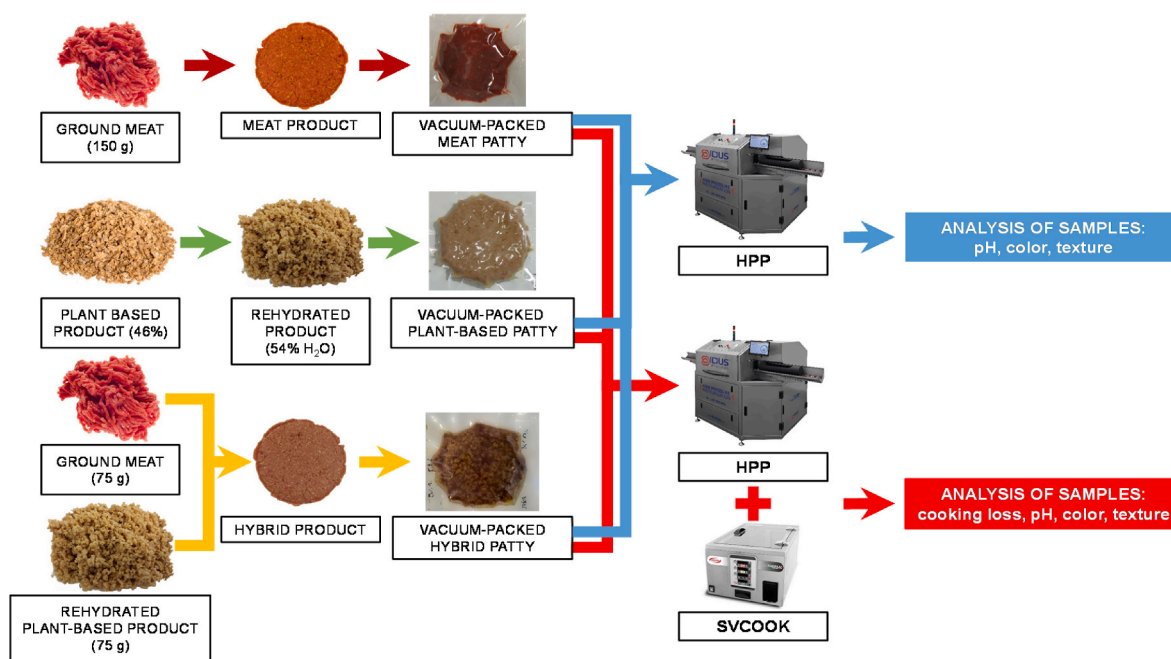 GROUND MEAT
(150 g)
MEAT PRODUCT
VACUUM-PACKED
MEAT PATTY
PLANT BASED
PRODUCT (46%)
REHYDRATED
PRODUCT
(54% H₂O)
VACUUM-PACKED
PLANT-BASED PATTY
GROUND MEAT
(75 g)
REHYDRATED
PLANT-BASED PRODUCT
(75 g)
HYBRID PRODUCT
VACUUM-PACKED
HYBRID PATTY
HPP
ANALYSIS OF SAMPLES:
pH, color, texture
HPP
SVCOOK
ANALYSIS OF SAMPLES:
cooking loss, pH, color, texture